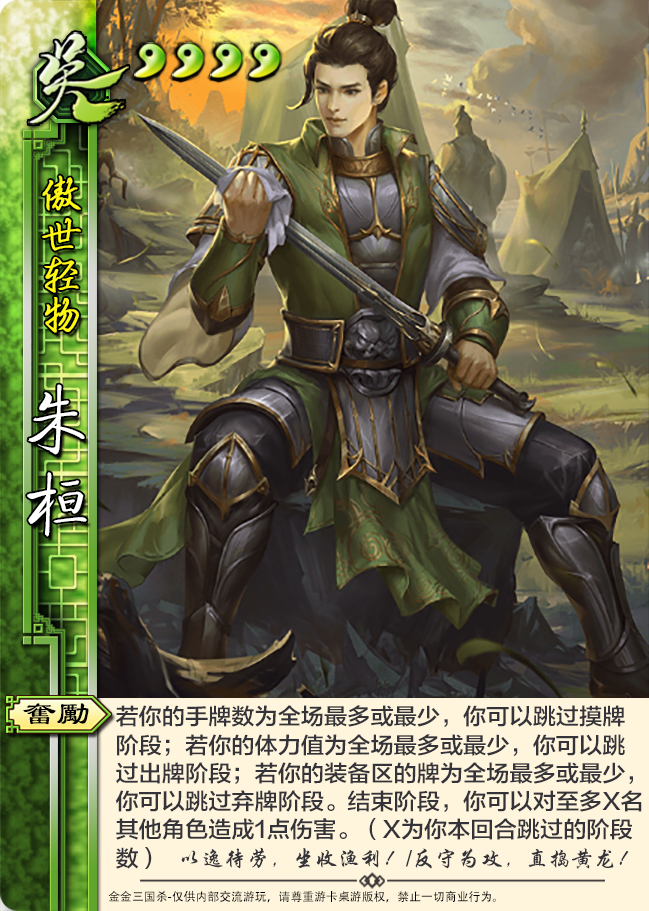 吴
傲世轻物
朱桓
奋励
若你的手牌数为全场最多或最少，你可以跳过摸牌
阶段；若你的体力值为全场最多或最少，你可以跳
过出牌阶段；若你的装备区的牌为全场最多或最少，
你可以跳过弃牌阶段。结束阶段，你可以对至多X名
其他角色造成1点伤害。（X为你本回合跳过的阶段
数） 以逸待劳，坐收渔利！/反守为攻，直捣黄龙！
金金三国杀-仅供内部交流游玩，请尊重游卡桌游版权，禁止一切商业行为。